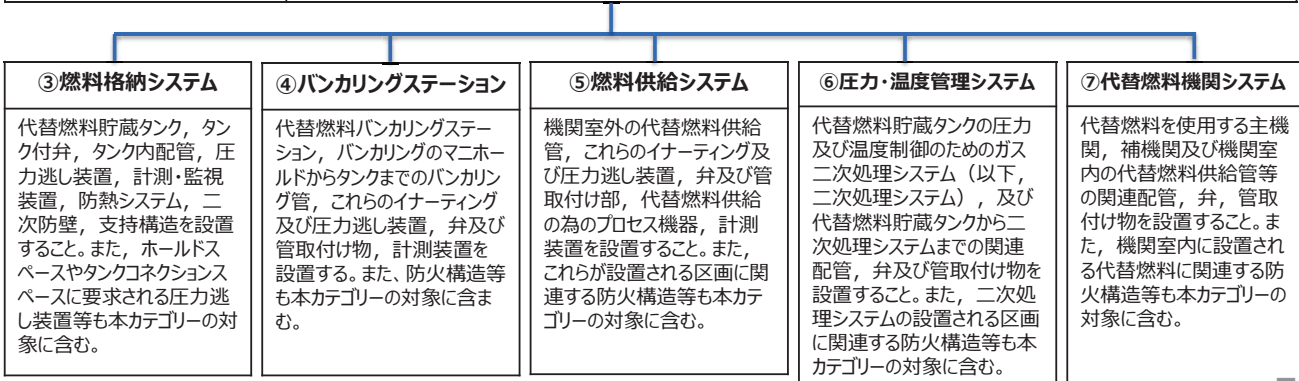 ③燃料格納システム
代替燃料貯蔵タンク，タン
ク付弁，タンク内配管，圧
力逃し装置，計測・監視
装置，防熱システム，二
次防壁，支持構造を設置
すること。また，ホールドス
ペースやタンクコネクションス
ペースに要求される圧力逃
し装置等も本カテゴリーの対
象に含む。
④バンカリングステーション
代替燃料バンカリングステー
ション，バンカリングのマニホー
ルドからタンクまでのバンカリン
グ管，これらのイナーティング
及び圧力逃し装置，弁及び
管取付け物，計測装置を
設置する。また、防火構造等
も本カテゴリーの対象に含ま
む。
⑤燃料供給システム
機関室外の代替燃料供給
管，これらのイナーティング及
び圧力逃し装置，弁及び管
取付け部，代替燃料供給
の為のプロセス機器，計測
装置を設置すること。また，
これらが設置される区画に関
連する防火構造等も本カテ
ゴリーの対象に含む。
⑥圧力・温度管理システム
代替燃料貯蔵タンクの圧力
及び温度制御のためのガス
二次処理システム（以下，
二次処理システム），及び
代替燃料貯蔵タンクから二
次処理システムまでの関連
配管，弁及び管取付け物を
設置すること。また，二次処
理システムの設置される区画
に関連する防火構造等も本
カテゴリーの対象に含む。
⑦代替燃料機関システム
代替燃料を使用する主機
関，補機関及び機関室
内の代替燃料供給管等
の関連配管，弁，管取
付け物を設置すること。ま
た，機関室内に設置され
る代替燃料に関連する防
火構造等も本カテゴリーの
対象に含む。